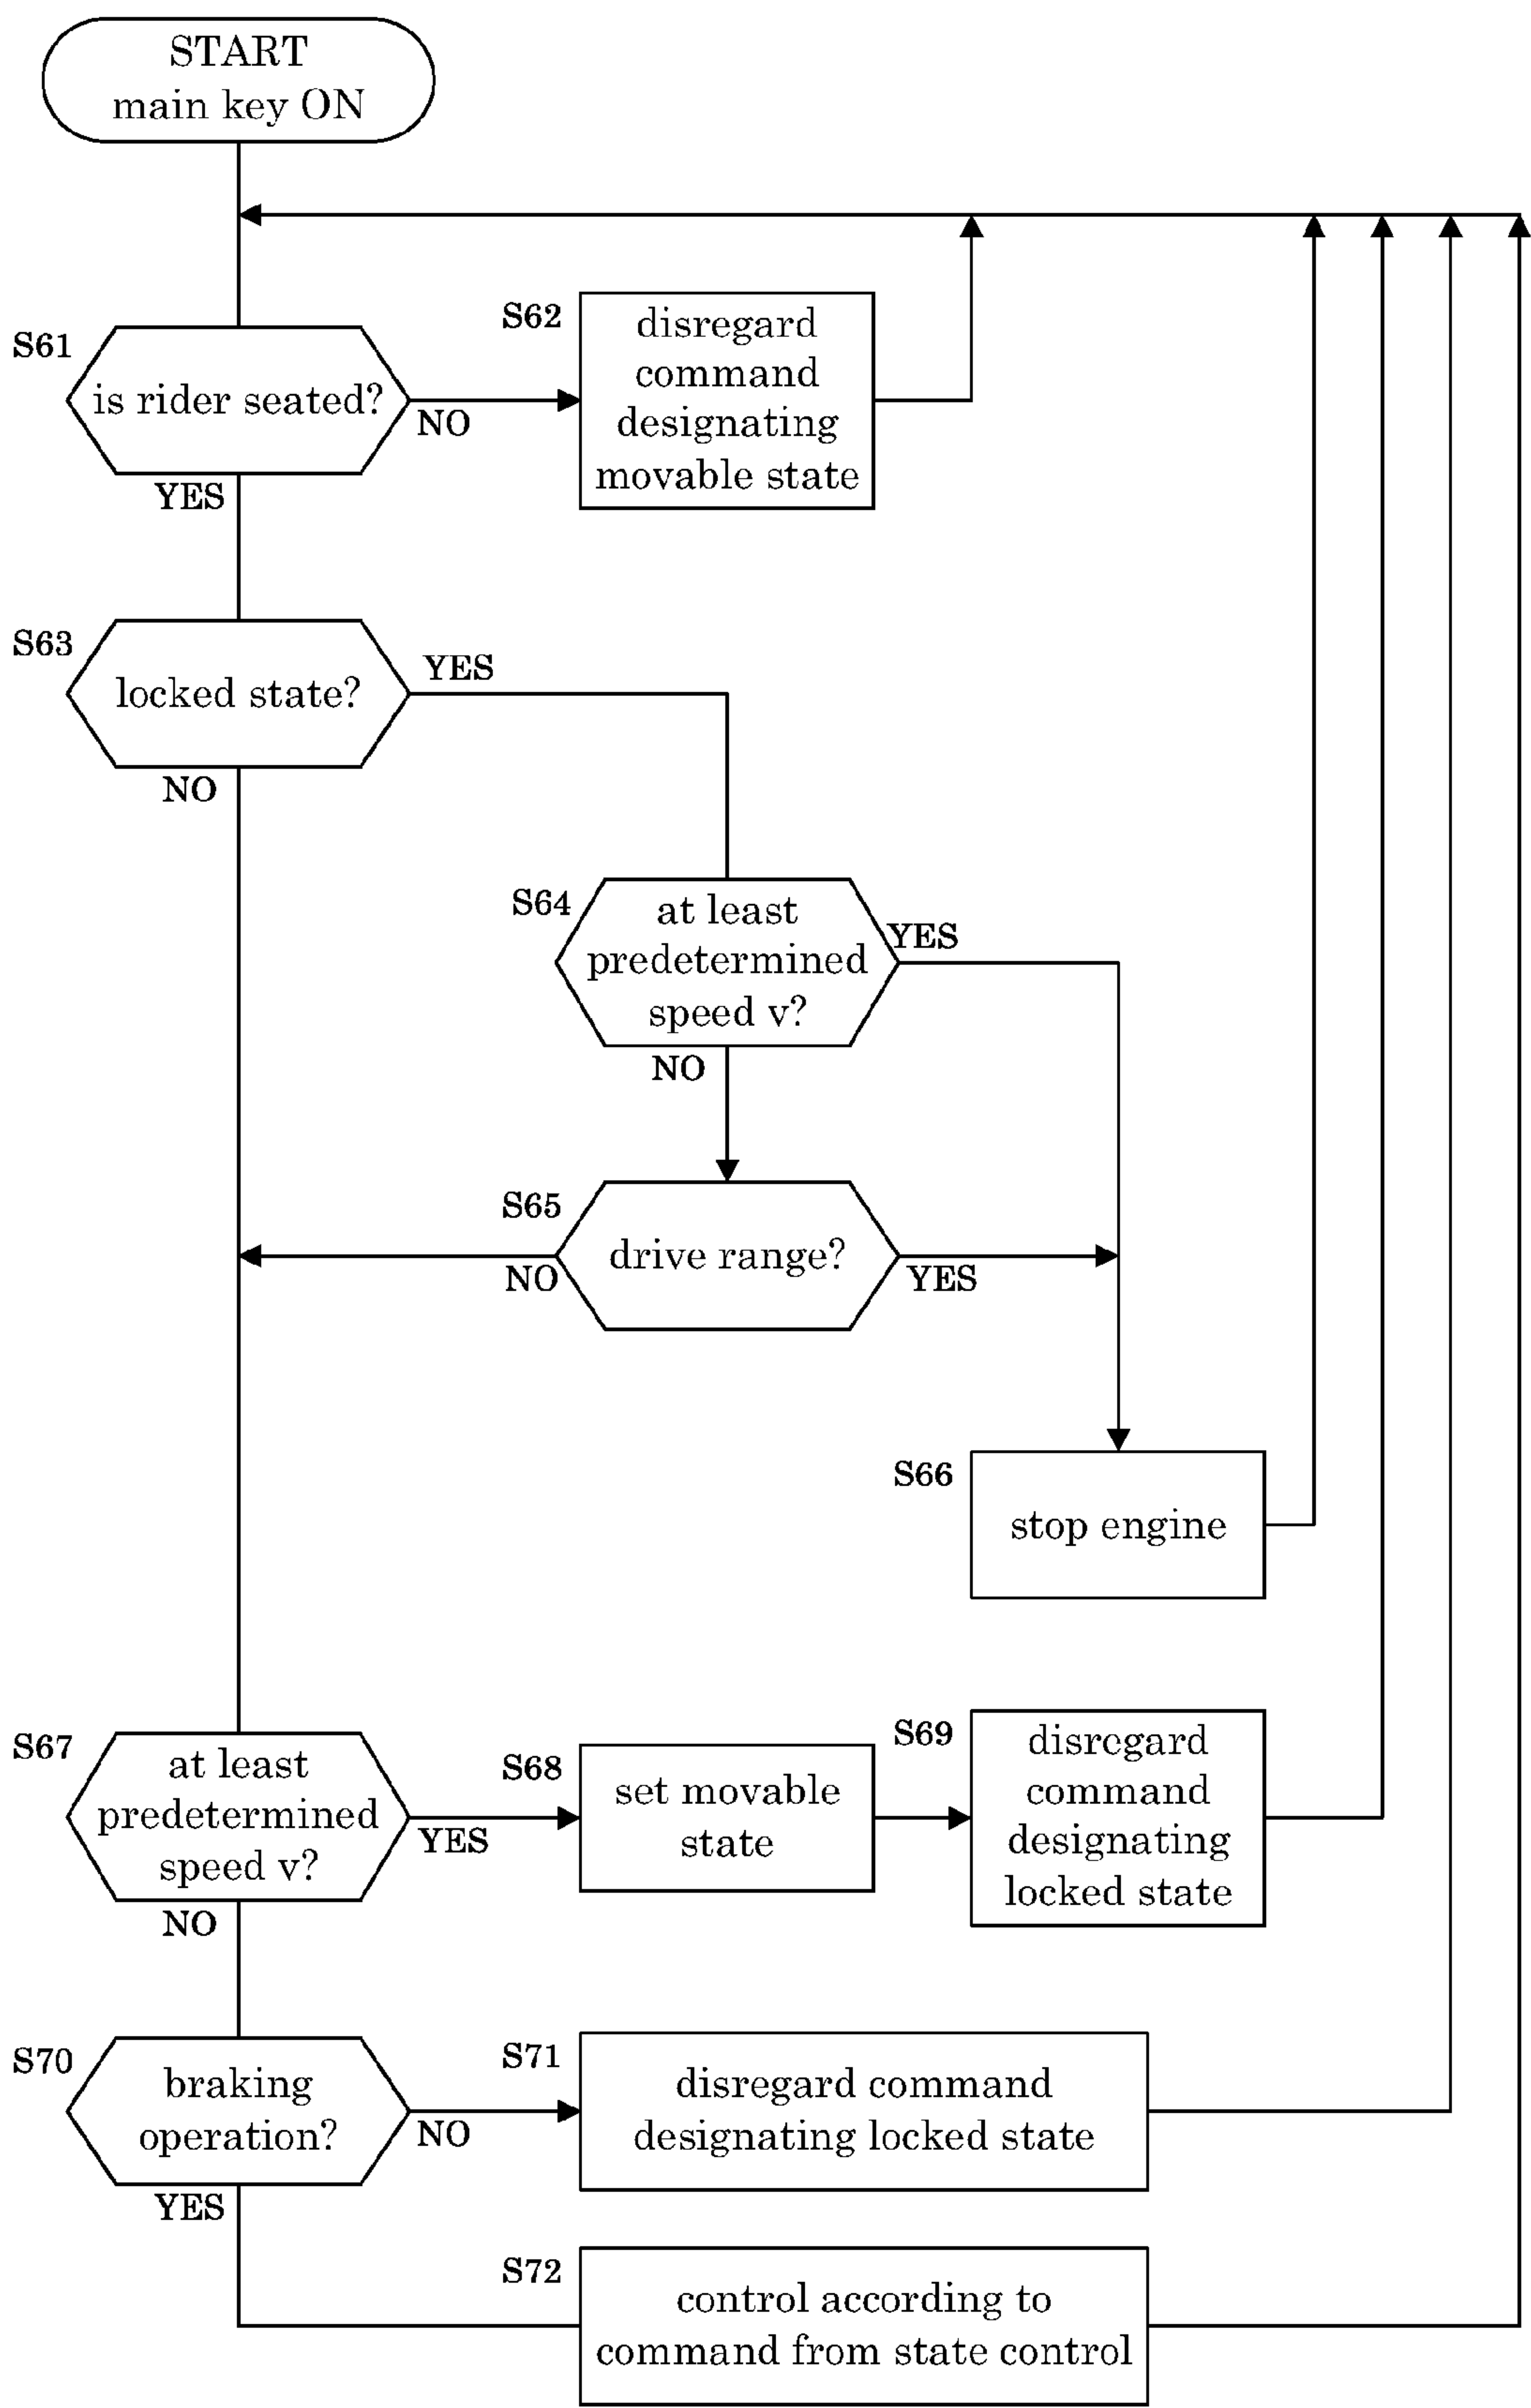 START
main key ON
S61
is rider seated?
NO
YES
S62
disregard
command
designating
movable state
S63
locked state?
YES
NO
S64
at least
predetermined
speed v?
YES
NO
S65
drive range?
NO
YES
S66
stop engine
S67
at least
predetermined
speed v?
YES
NO
S68
set movable
state
S69
disregard
command
designating
locked state
S70
braking
operation?
NO
YES
S71
disregard command
designating locked state
S72
control according to
command from state control